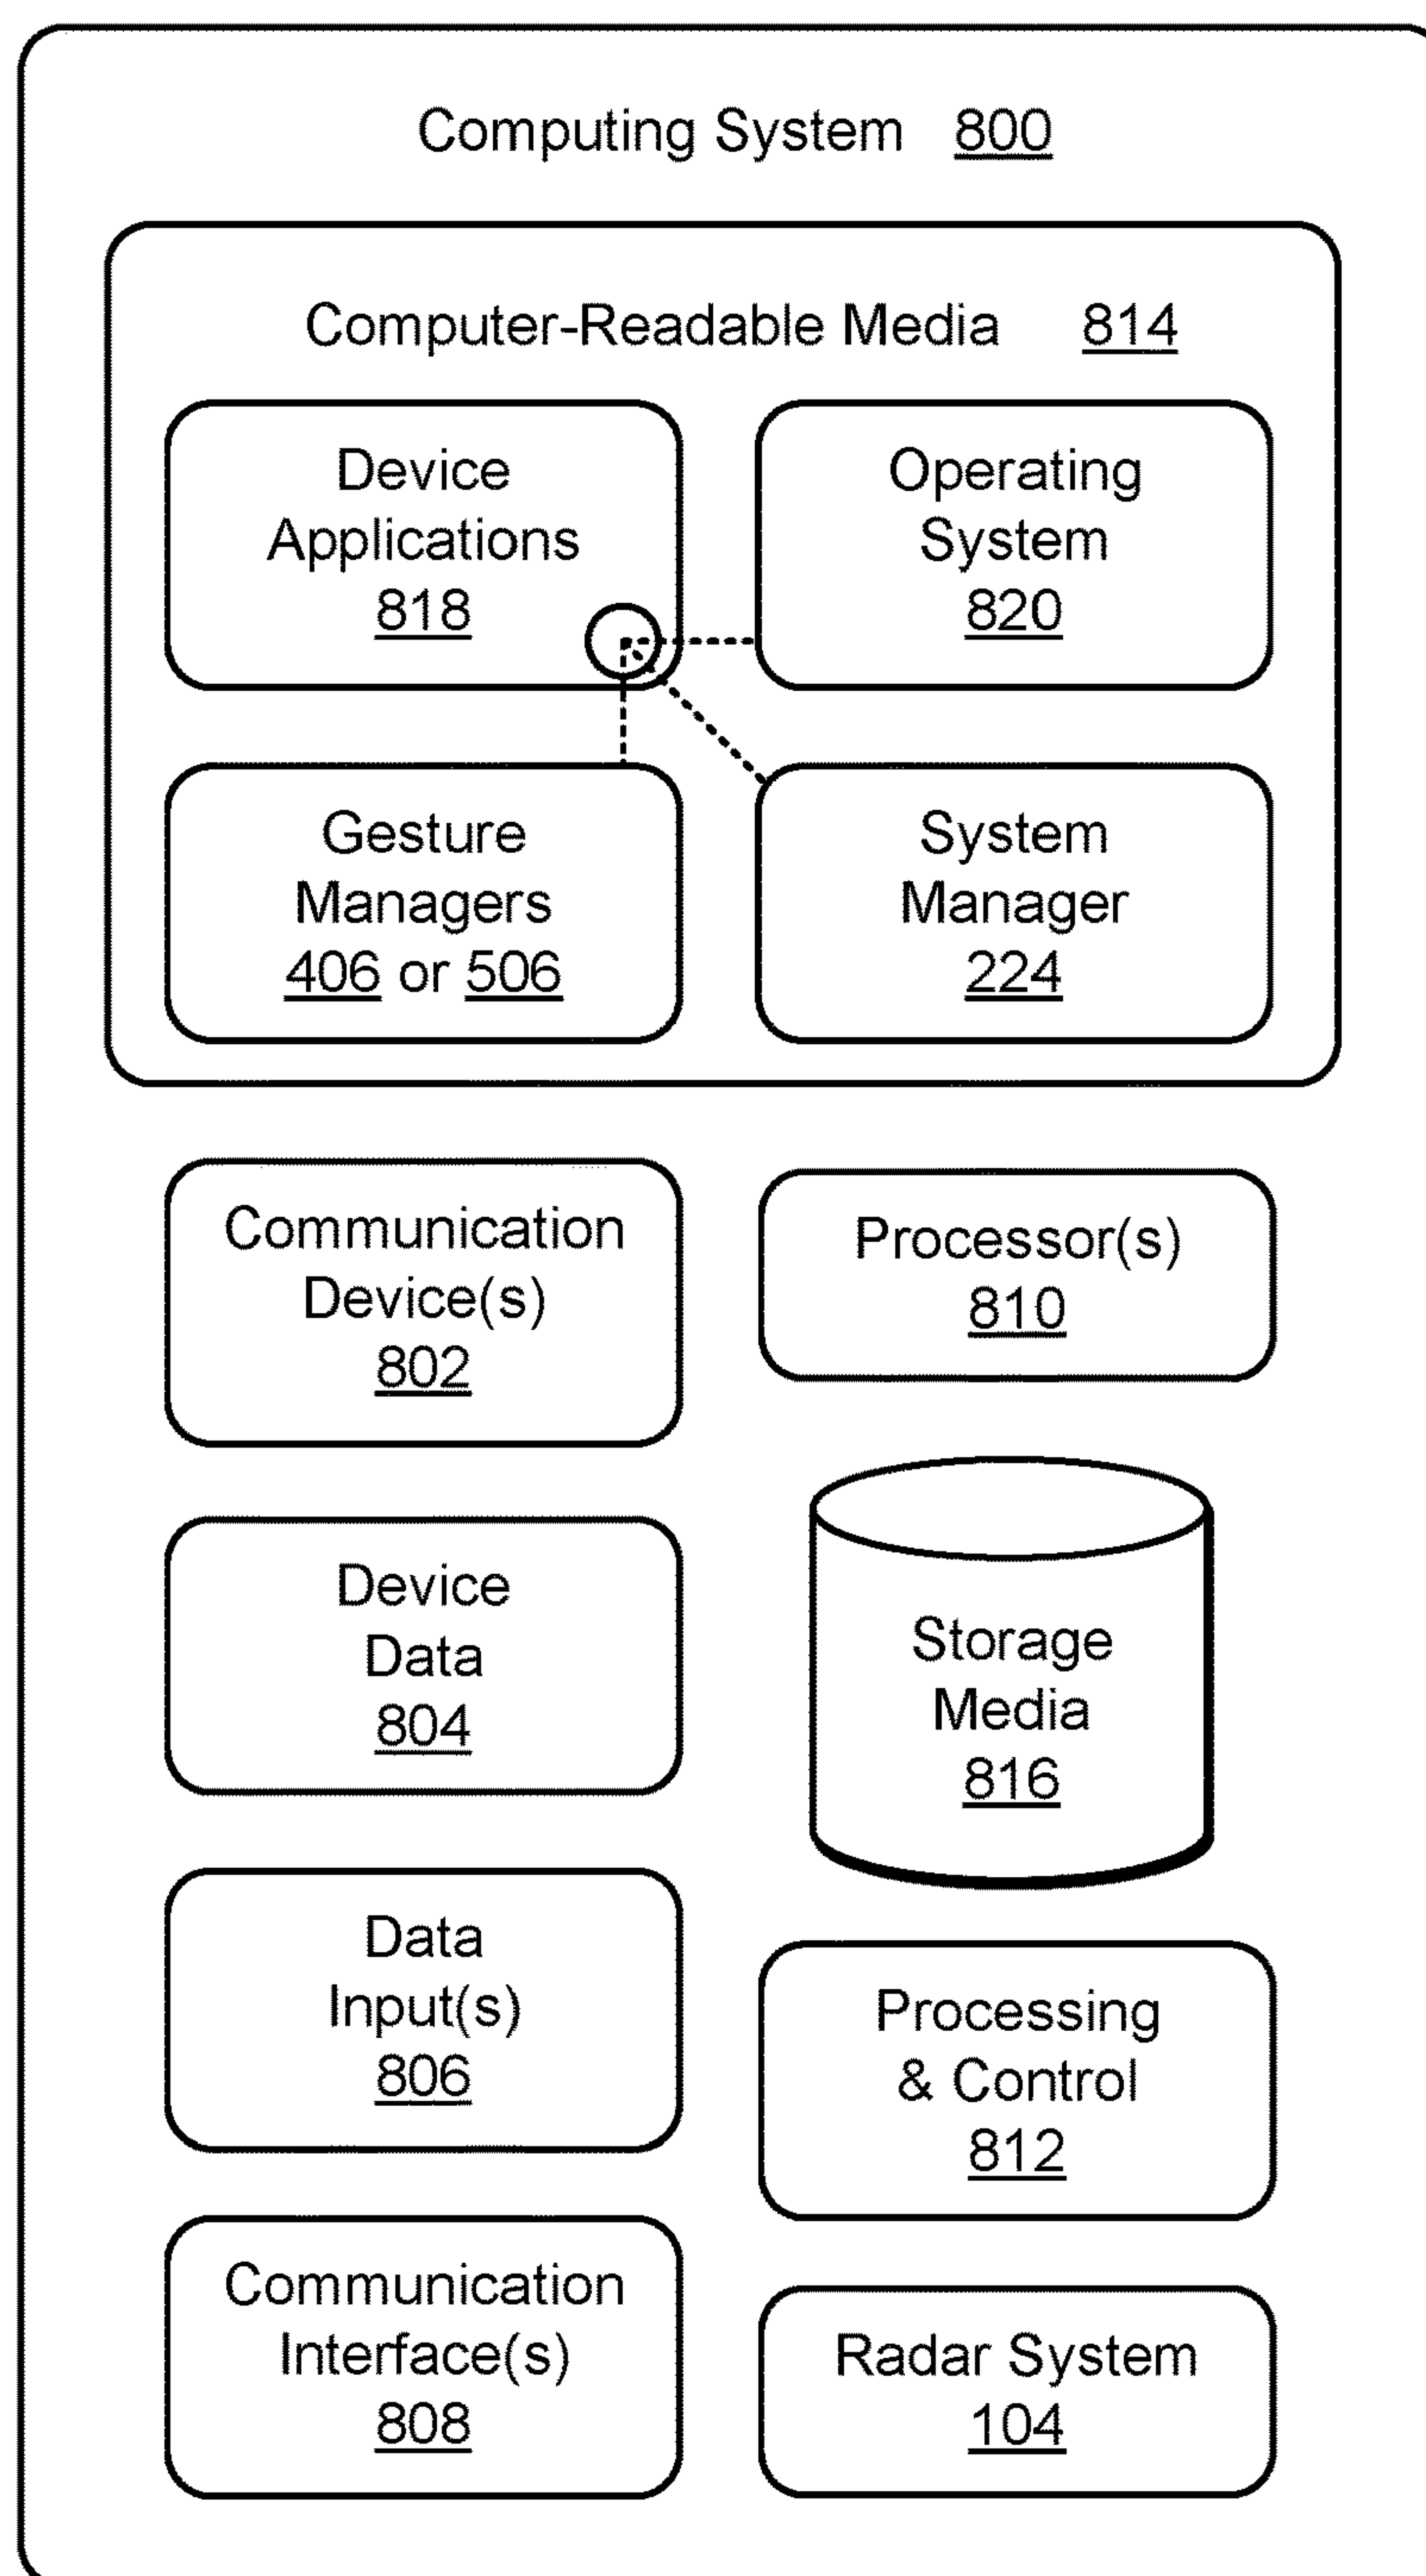 Computing System 800
Computer-Readable Media 814
Device
Applications
818
Operating
System
820
Gesture
Managers
406 or 506
System
Manager
224
Communication
Device(s)
802
Processor(s)
810
Device
Data
804
Storage
Media
816
Data
Input(s)
806
Processing
& Control
812
Communication
Interface(s)
808
Radar System
104